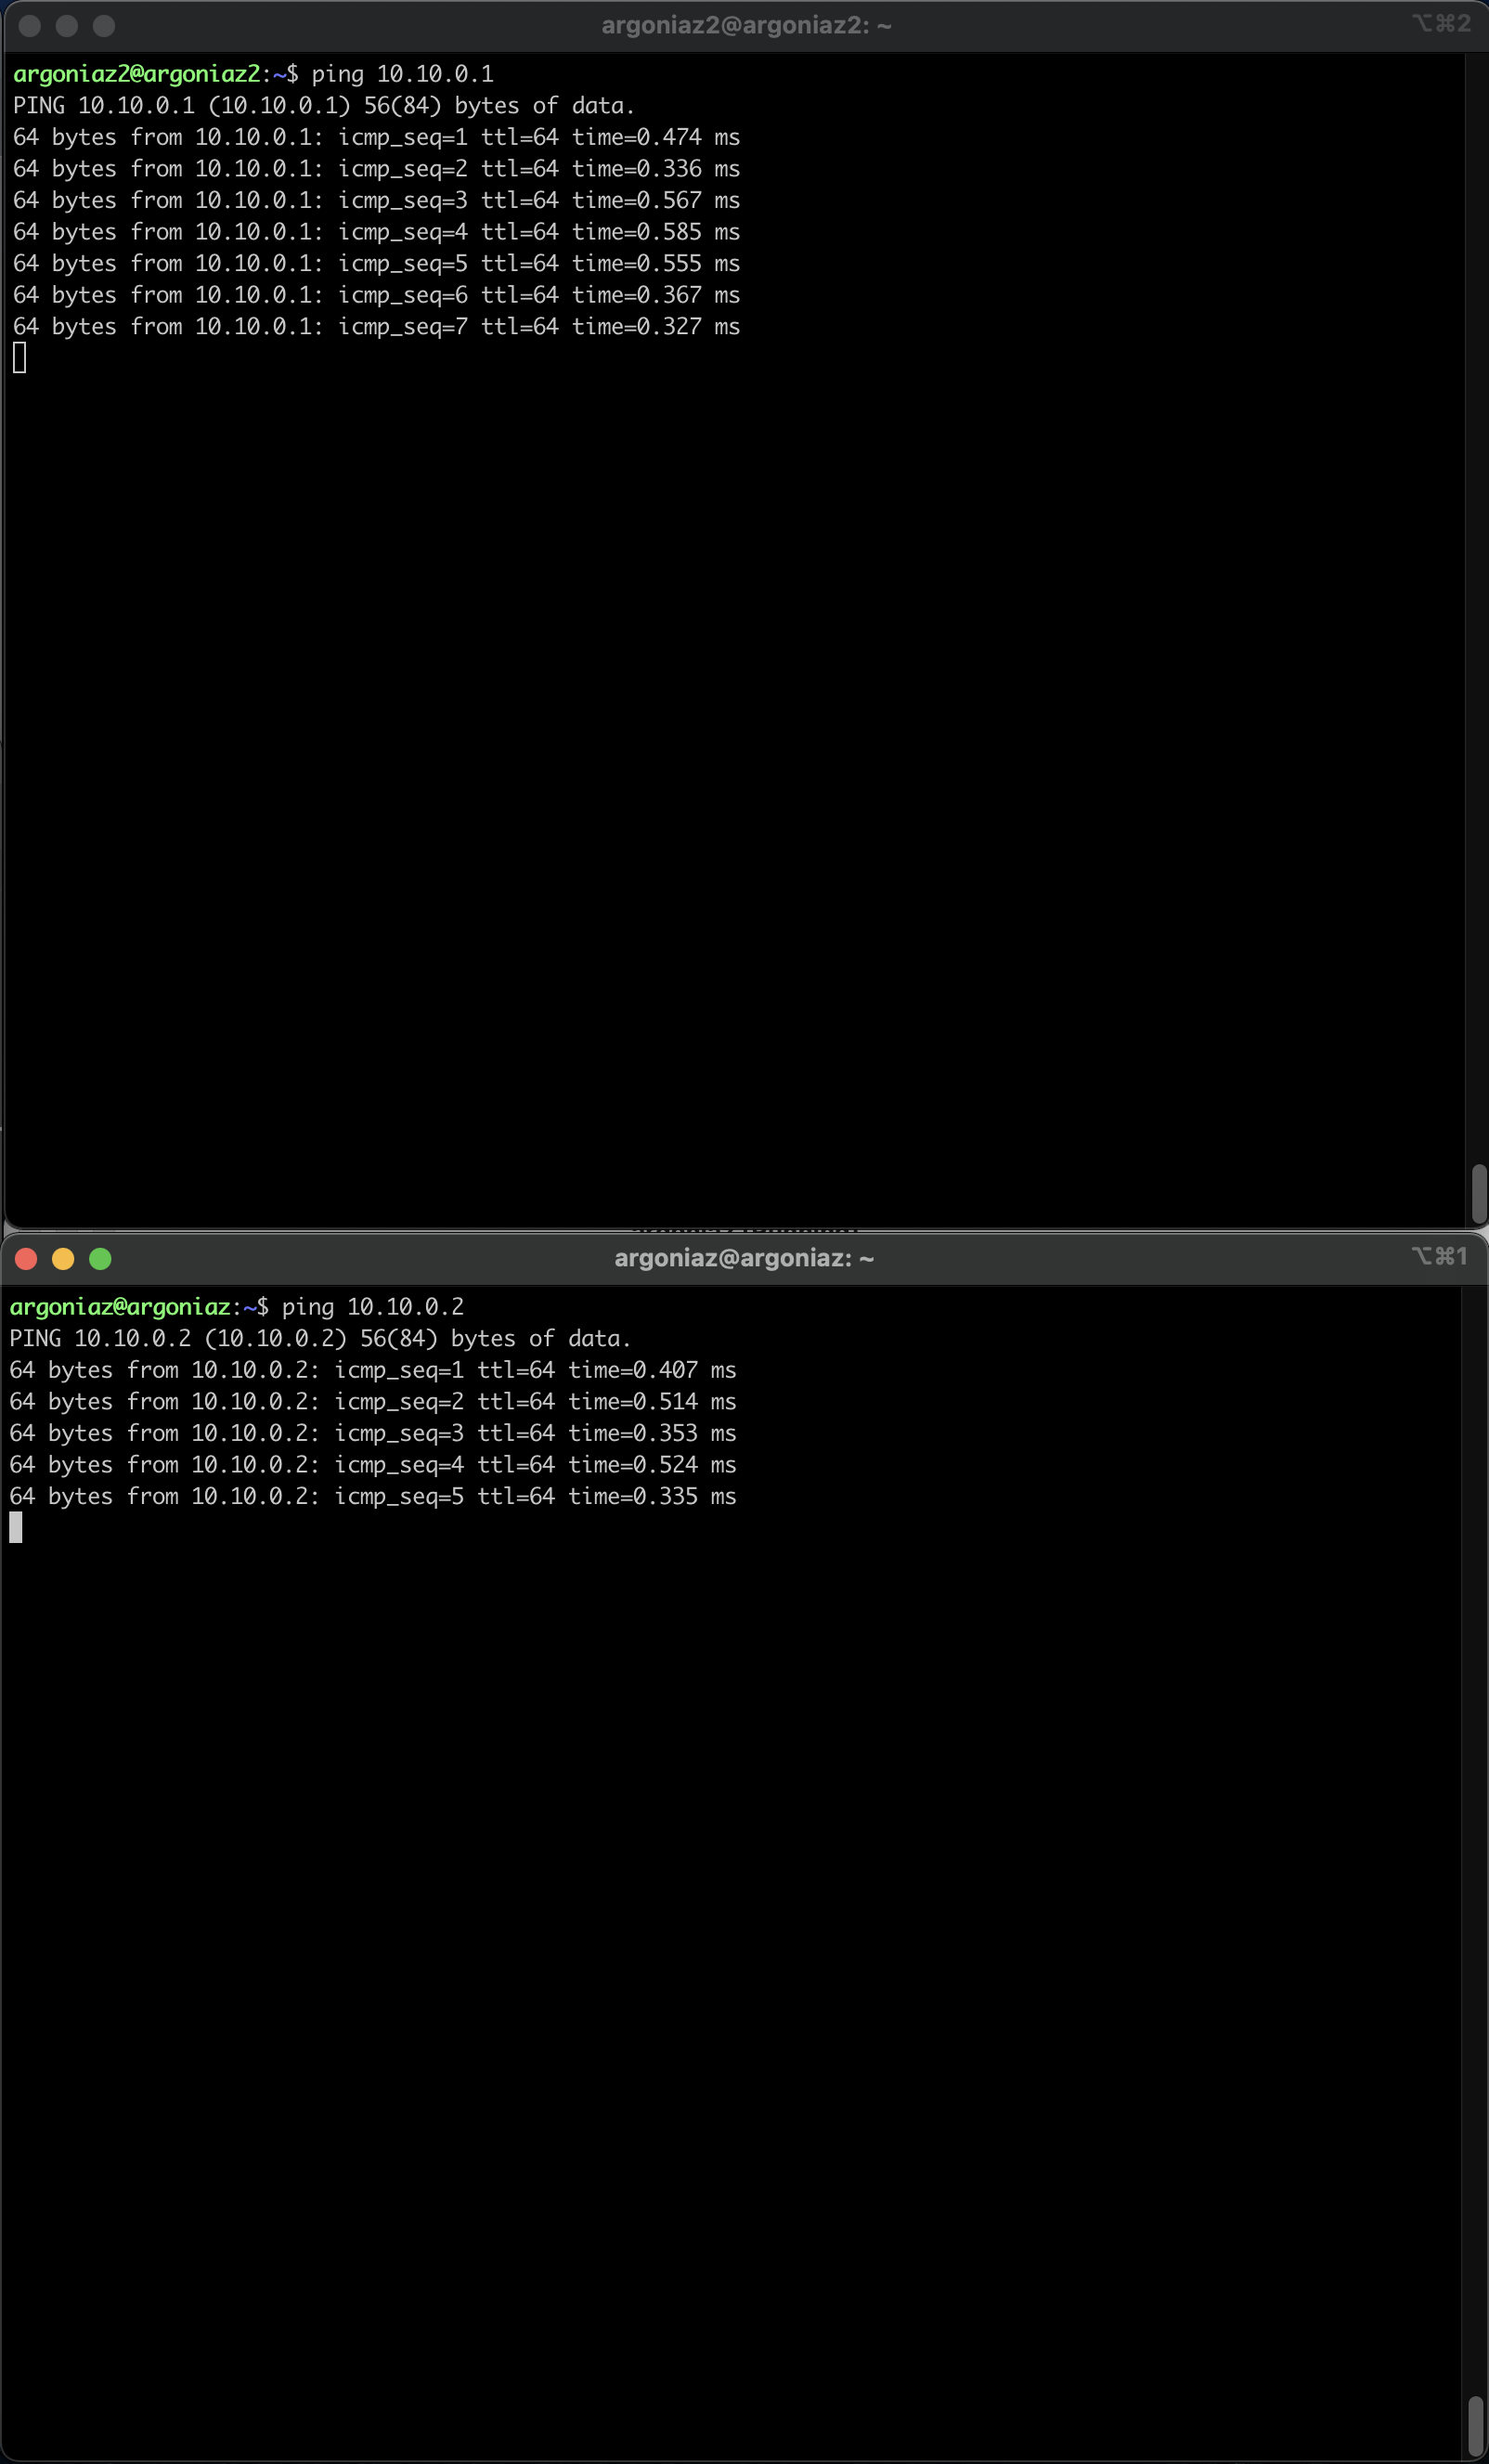 argoniaz2@argoniaz2: ~
⌥⌘2
argoniaz2@argoniaz2:~$ ping 10.10.0.1
PING 10.10.0.1 (10.10.0.1) 56(84) bytes of data.
64 bytes from 10.10.0.1: icmp_seq=1 ttl=64 time=0.474 ms
64 bytes from 10.10.0.1: icmp_seq=2 ttl=64 time=0.336 ms
64 bytes from 10.10.0.1: icmp_seq=3 ttl=64 time=0.567 ms
64 bytes from 10.10.0.1: icmp_seq=4 ttl=64 time=0.585 ms
64 bytes from 10.10.0.1: icmp_seq=5 ttl=64 time=0.555 ms
64 bytes from 10.10.0.1: icmp_seq=6 ttl=64 time=0.367 ms
64 bytes from 10.10.0.1: icmp_seq=7 ttl=64 time=0.327 ms
argoniaz@argoniaz: ~
⌥⌘1
argoniaz@argoniaz:~$ ping 10.10.0.2
PING 10.10.0.2 (10.10.0.2) 56(84) bytes of data.
64 bytes from 10.10.0.2: icmp_seq=1 ttl=64 time=0.407 ms
64 bytes from 10.10.0.2: icmp_seq=2 ttl=64 time=0.514 ms
64 bytes from 10.10.0.2: icmp_seq=3 ttl=64 time=0.353 ms
64 bytes from 10.10.0.2: icmp_seq=4 ttl=64 time=0.524 ms
64 bytes from 10.10.0.2: icmp_seq=5 ttl=64 time=0.335 ms